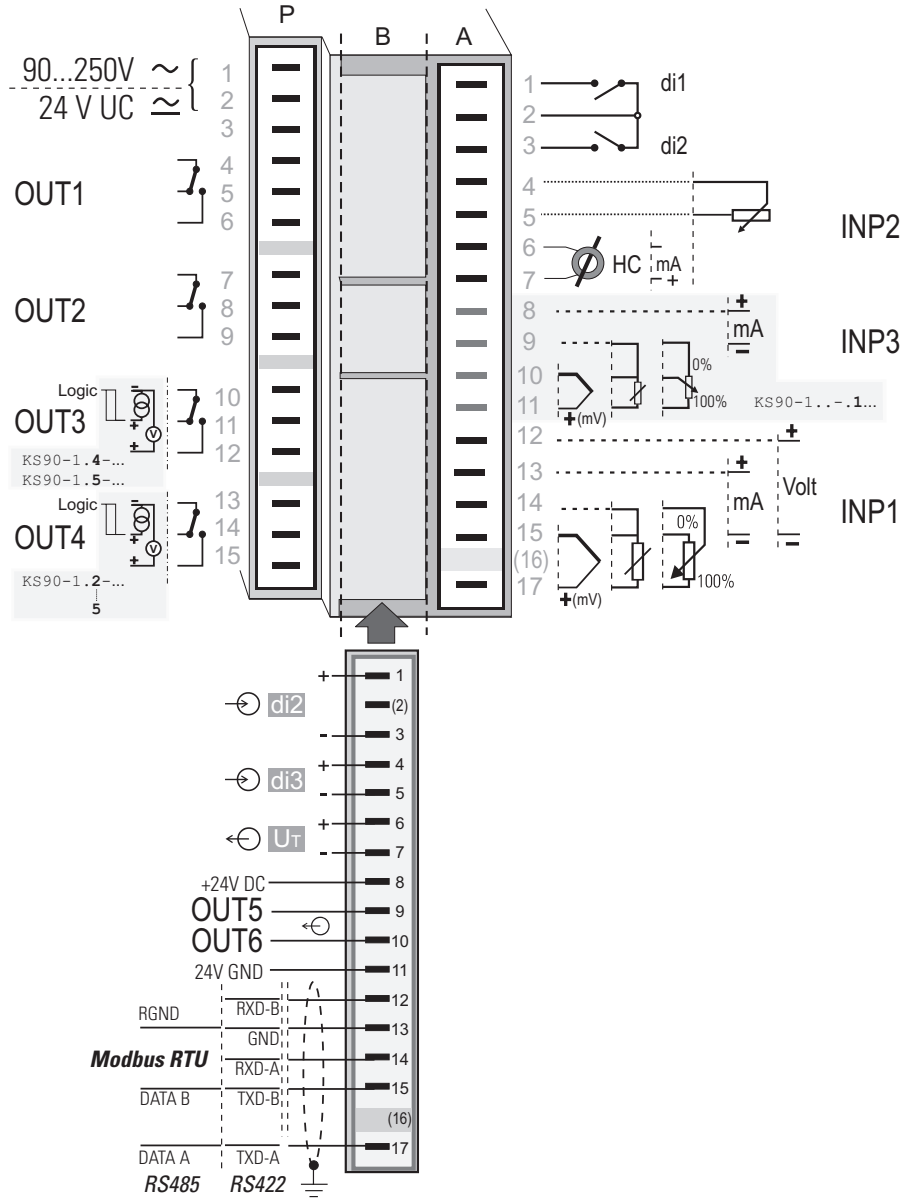 P
B
A
90...250V ~
24 V UC ≂
1
2
3
4
5
6
7
8
9
10
11
12
13
14
15
OUT1
OUT2
Logic
OUT3
- + + V
KS90-1.4-...
KS90-1.5-...
Logic
OUT4
- + + V
KS90-1.2-...
5
1
2
3
4
5
6
7
8
9
10
11
12
13
14
15
(16)
17
di1
di2
INP2
HC
- mA +
+ mA -
INP3
0%
100%
+(mV)
KS90-1..-.1...
+
+ mA -
Volt
-
INP1
0%
100%
+(mV)
+ 1
di2 (2)
- 3
+ 4
di3
- 5
+ 6
UT
- 7
+24V DC 8
OUT5 9
OUT6 10
24V GND 11
RXD-B 12
RGND GND 13
Modbus RTU RXD-A 14
DATA B TXD-B 15
(16)
DATA A TXD-A 17
RS485 RS422